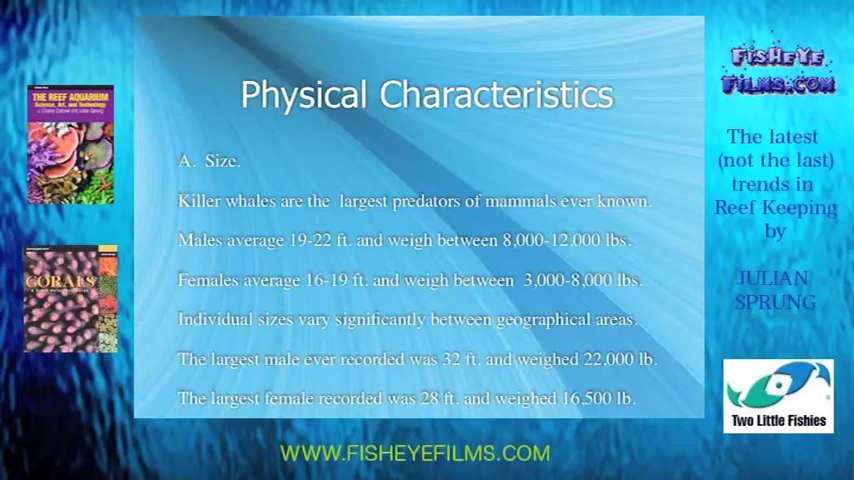 Physical Characteristics
A. Size.
Killer whales are the largest predators of mammals ever known.
Males average 19-22 ft. and weigh between 8,000-12.000 lbs.
Females average 16-19 ft. and weigh between 3,000-8,000 lbs.
Individual sizes vary significantly between geographical areas.
The largest male ever recorded was 32 ft. and weighed 22,000 lb.
The largest female recorded was 28 ft. and weighed 16,500 lb.
THE REEF AQUARIUM
Science, Art, and Technology
CORALS
FISHEYE
FILMS.COM
The latest
(not the last)
trends in
Reef Keeping
by
JULIAN
SPRUNG
Two Little Fishies
WWW.FISHEYEFILMS.COM